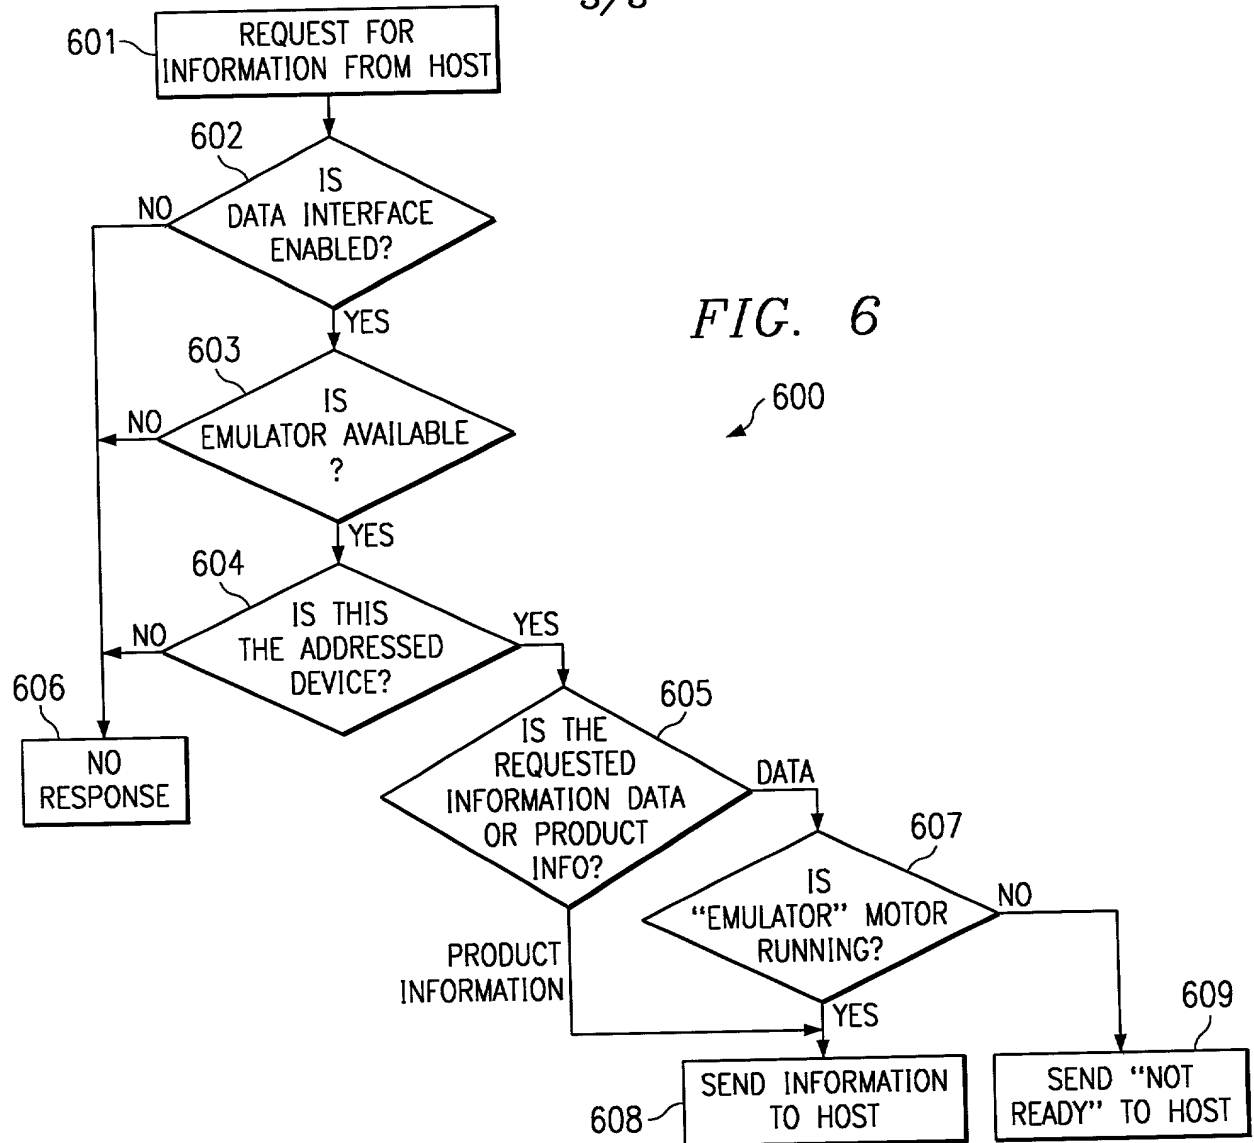 601
REQUEST FOR
INFORMATION FROM HOST
602
IS
DATA INTERFACE
ENABLED?
NO
YES
FIG. 6
600
603
IS
EMULATOR AVAILABLE
?
NO
YES
604
IS THIS
THE ADDRESSED
DEVICE?
NO
YES
606
NO
RESPONSE
605
IS THE
REQUESTED
INFORMATION DATA
OR PRODUCT
INFO?
DATA
PRODUCT
INFORMATION
607
IS
“EMULATOR” MOTOR
RUNNING?
NO
YES
608
SEND INFORMATION
TO HOST
609
SEND “NOT
READY” TO HOST